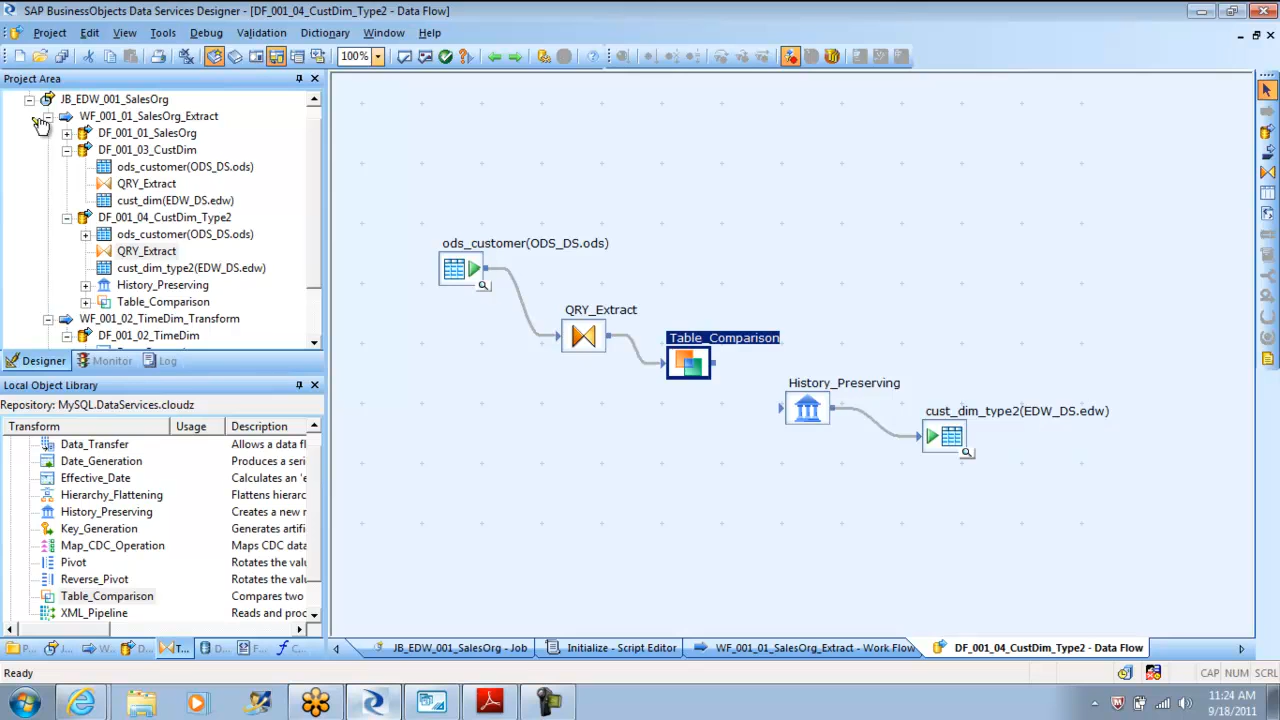 SAP BusinessObjects Data Services Designer - [DF_001_04_CustDim_Type2 - Data Flow]
Project Edit View Tools Debug Validation Dictionary Window Help
100%
Project Area
JB_EDW_001_SalesOrg
WF_001_01_SalesOrg_Extract
DF_001_01_SalesOrg
DF_001_03_CustDim
ods_customer(ODS_DS.ods)
QRY_Extract
cust_dim(EDW_DS.edw)
DF_001_04_CustDim_Type2
ods_customer(ODS_DS.ods)
QRY_Extract
cust_dim_type2(EDW_DS.edw)
History_Preserving
Table_Comparison
WF_001_02_TimeDim_Transform
DF_001_02_TimeDim
Designer Monitor Log
Local Object Library
Repository: MySQL.DataServices.cloudz
Transform Usage Description
Data_Transfer Allows a data fl
Date_Generation Produces a seri
Effective_Date Calculates an 'e
Hierarchy_Flattening Flattens hierarc
History_Preserving Creates a new r
Key_Generation Generates artifi
Map_CDC_Operation Maps CDC data
Pivot Rotates the valu
Reverse_Pivot Rotates the valu
Table_Comparison Compares two
XML_Pipeline Reads and proc
P... J... W... D... T... D... F... C...
ods_customer(ODS_DS.ods)
QRY_Extract
Table_Comparison
History_Preserving
cust_dim_type2(EDW_DS.edw)
JB_EDW_001_SalesOrg - Job Initialize - Script Editor WF_001_01_SalesOrg_Extract - Work Flow DF_001_04_CustDim_Type2 - Data Flow
Ready
CAP NUM SCRL
11:24 AM
9/18/2011